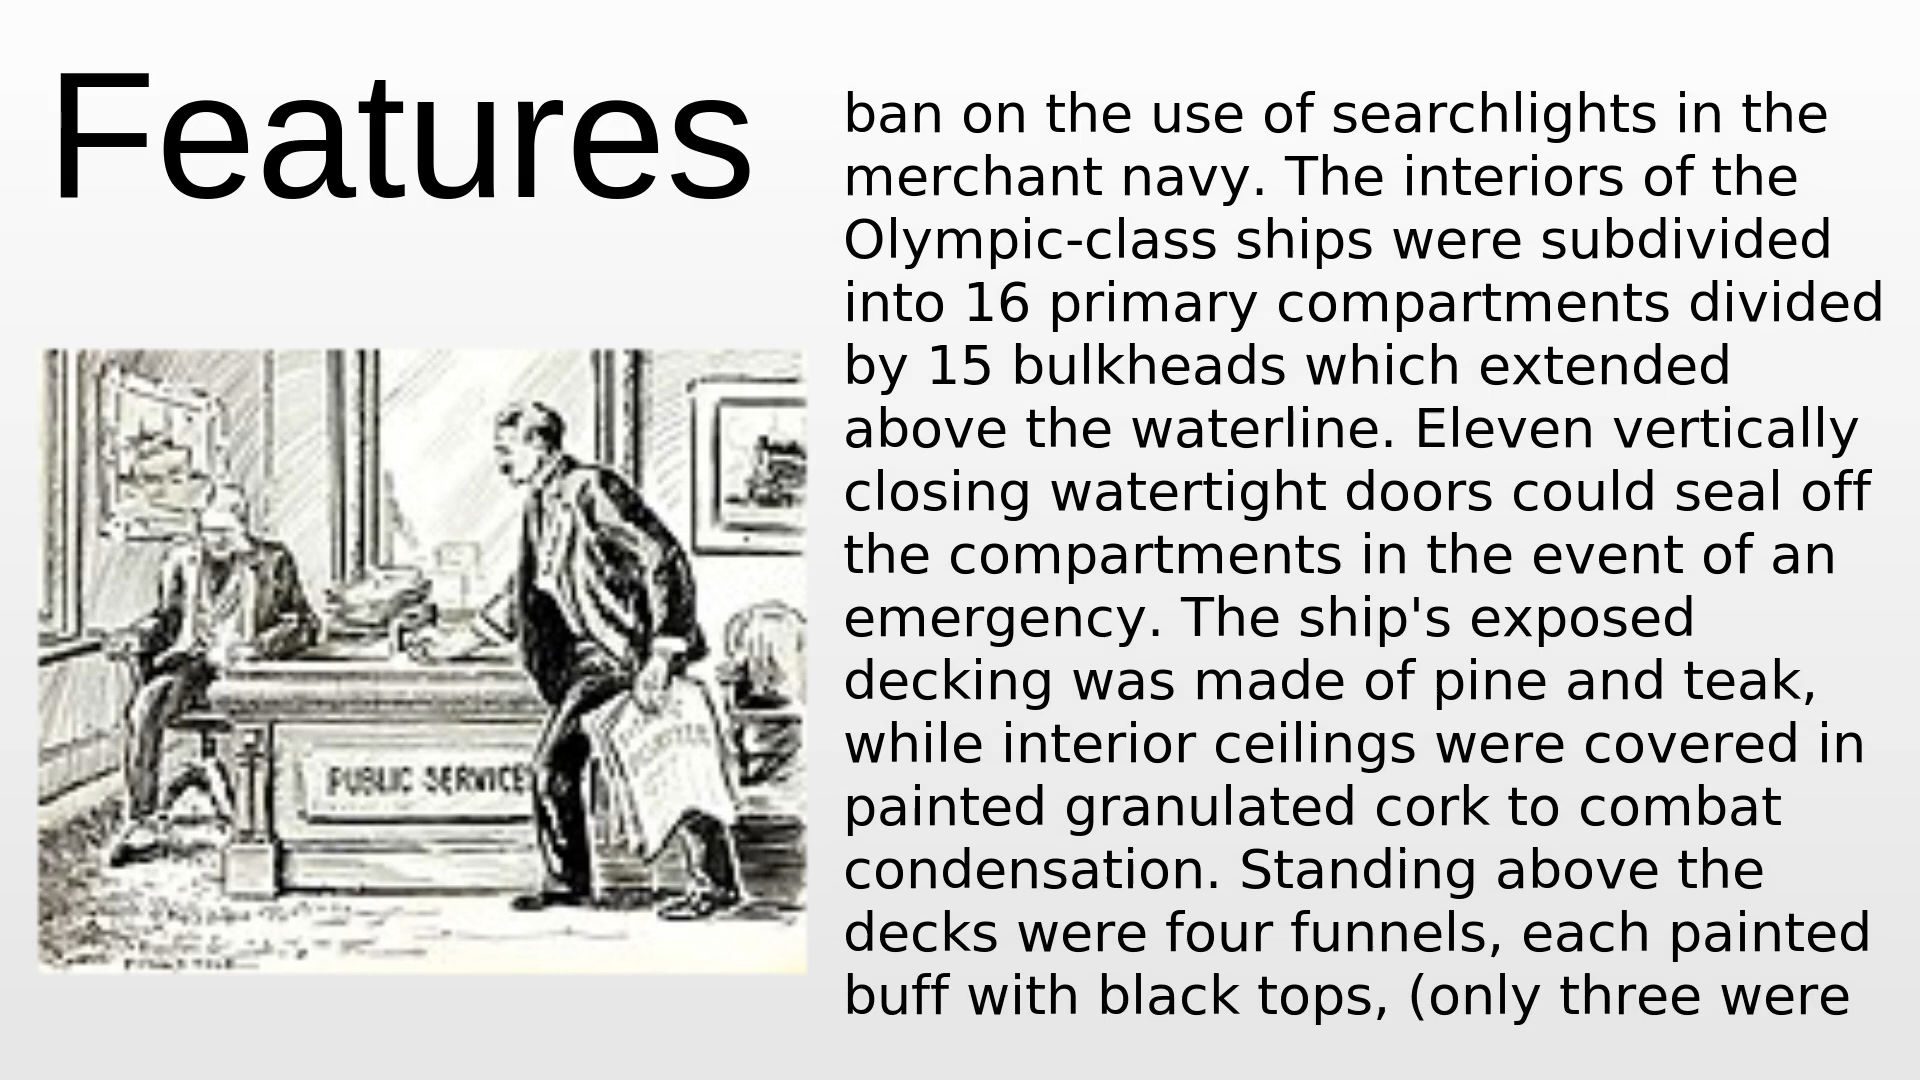 Features
ban on the use of searchlights in the
merchant navy. The interiors of the
Olympic-class ships were subdivided
into 16 primary compartments divided
by 15 bulkheads which extended
above the waterline. Eleven vertically
closing watertight doors could seal off
the compartments in the event of an
emergency. The ship's exposed
decking was made of pine and teak,
while interior ceilings were covered in
painted granulated cork to combat
condensation. Standing above the
decks were four funnels, each painted
buff with black tops, (only three were
PUBLIC SERVICE